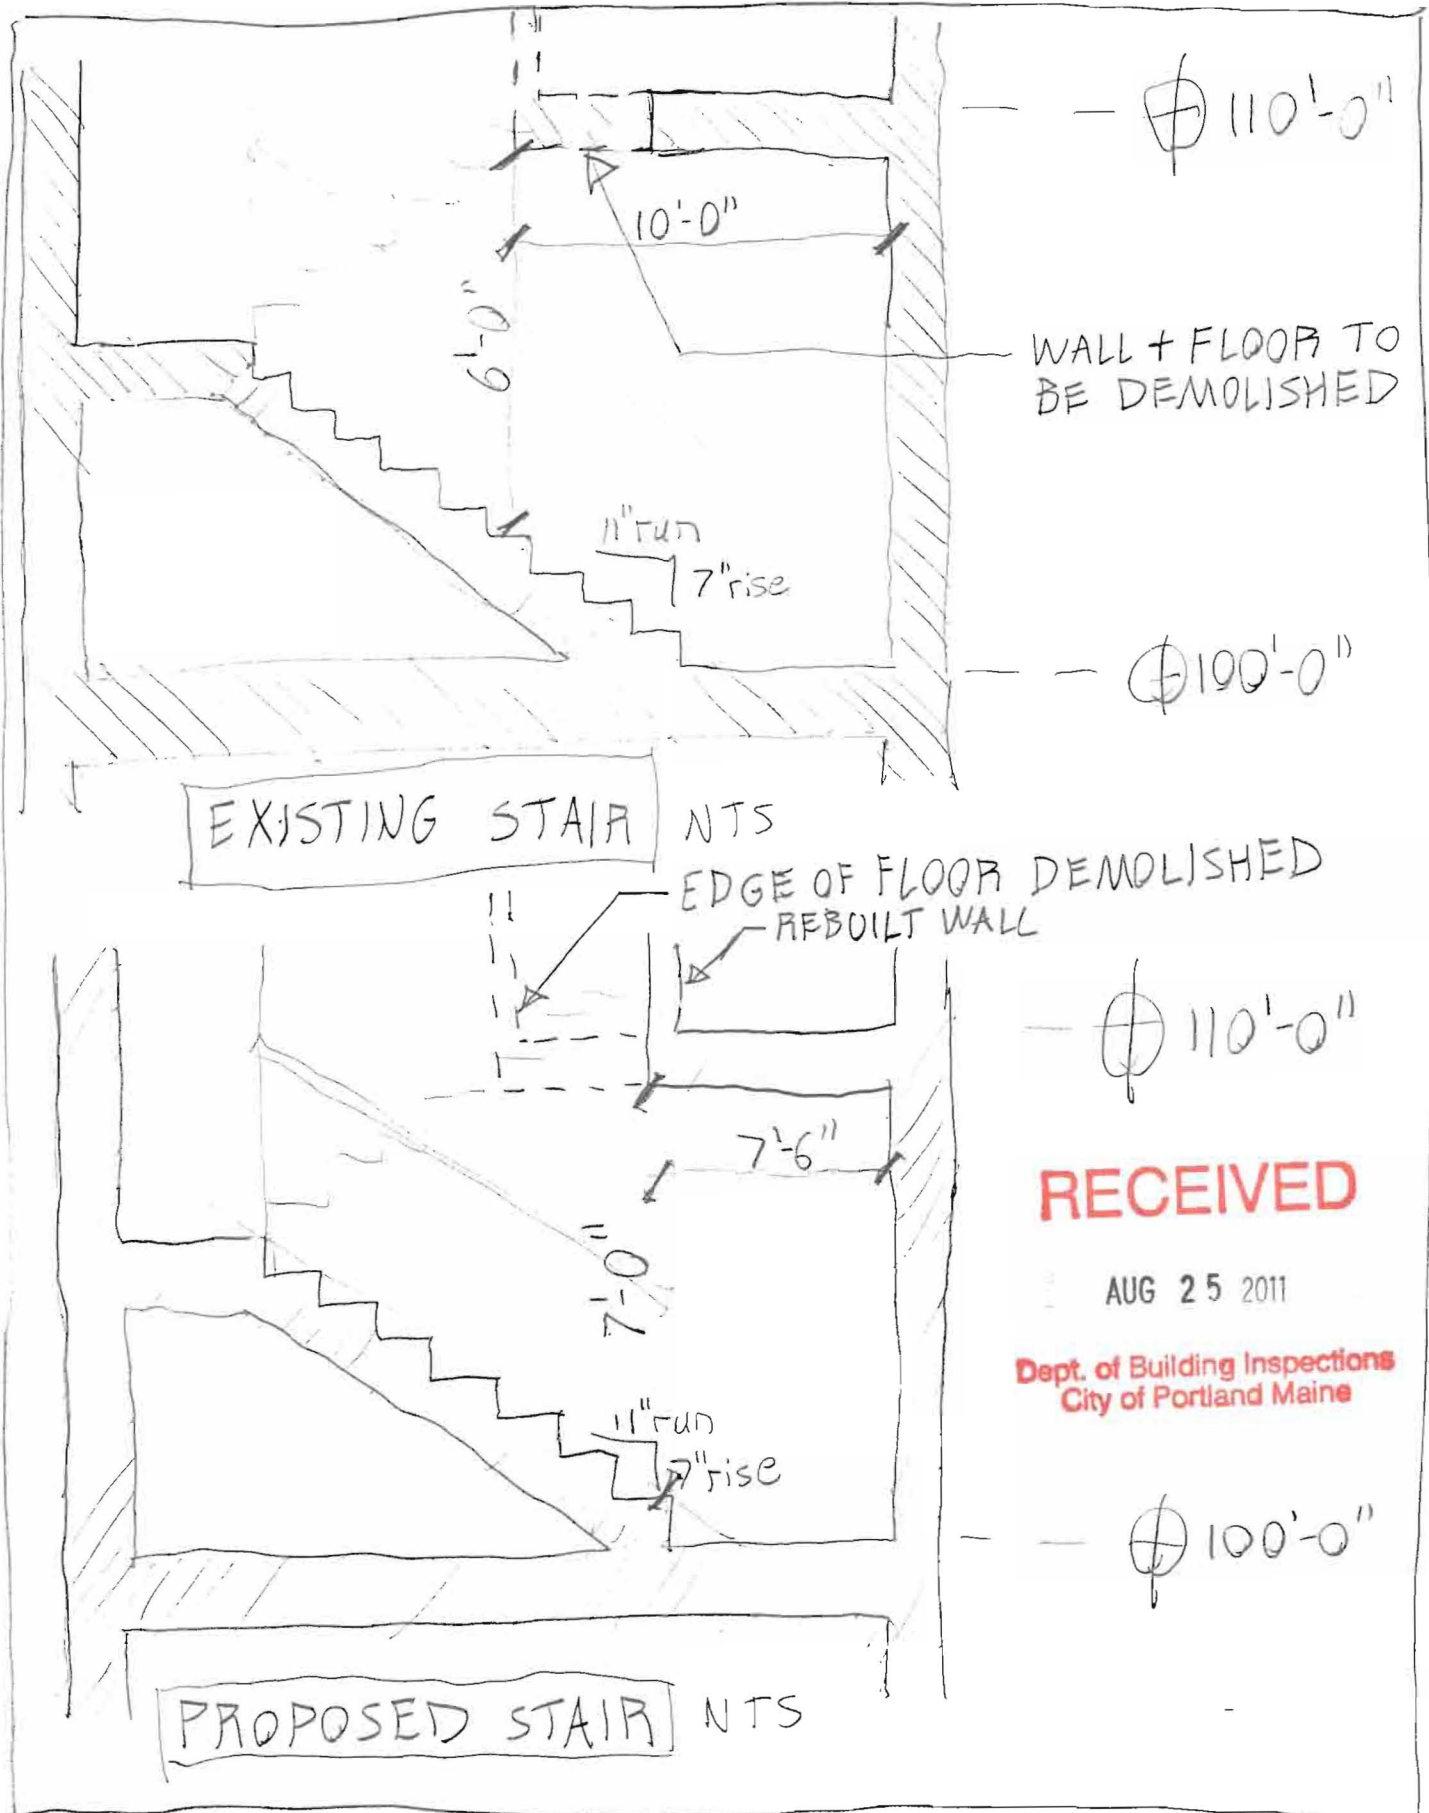 110'-0"
10'-0"
6'-0"
WALL + FLOOR TO
BE DEMOLISHED
11" run
7" rise
100'-0"
EXISTING STAIR NTS
EDGE OF FLOOR DEMOLISHED
REBUILT WALL
110'-0"
7'-6"
RECEIVED
7'-0"
AUG 25 2011
Dept. of Building Inspections
City of Portland Maine
11" run
7" rise
100'-0"
PROPOSED STAIR NTS